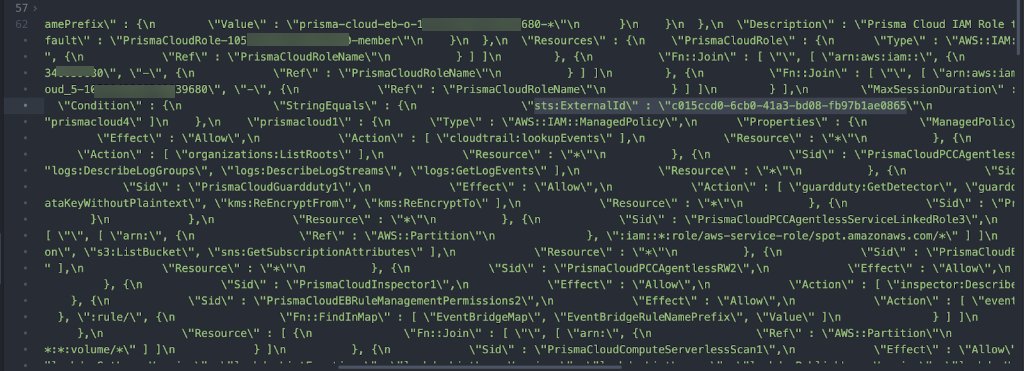 57 >
62 amePrefix\" : {\n \"Value\" : \"prisma-cloud-eb-o-1 680-*\"\n }\n }\n },\n \"Description\" : \"Prisma Cloud IAM Role
fault\" : \"PrismaCloudRole-105 -member\"\n }\n },\n \"Resources\" : {\n \"PrismaCloudRole\" : {\n \"Type\" : \"AWS::IAM:
", {\n \"Ref\" : \"PrismaCloudRoleName\"\n } ] ]\n }, {\n \"Fn::Join\" : [ \"\", [ \"arn:aws:iam::\", {\n
34 80\", \"-\", {\n \"Ref\" : \"PrismaCloudRoleName\"\n } ] ]\n }, {\n \"Fn::Join\" : [ \"\", [ \"arn:aws:iam
oud_5-10 39680\", \"-\", {\n \"Ref\" : \"PrismaCloudRoleName\"\n } ] ]\n } ],\n \"MaxSessionDuration\" :
\"Condition\" : {\n \"StringEquals\" : {\n \"sts:ExternalId\" : \"c015ccd0-6cb0-41a3-bd08-fb97b1ae0865\"\n
"prismacloud4\" ]\n },\n \"prismacloud1\" : {\n \"Type\" : \"AWS::IAM::ManagedPolicy\",\n \"Properties\" : {\n \"ManagedPolicy
\"Effect\" : \"Allow\",\n \"Action\" : [ \"cloudtrail:lookupEvents\" ],\n \"Resource\" : \"*\"\n }, {\n
\"Action\" : [ \"organizations:ListRoots\" ],\n \"Resource\" : \"*\"\n }, {\n \"Sid\" : \"PrismaCloudPCCAgentless
"logs:DescribeLogGroups\", \"logs:DescribeLogStreams\", \"logs:GetLogEvents\" ],\n \"Resource\" : \"*\"\n }, {\n \"Sid
\"Sid\" : \"PrismaCloudGuardduty1\",\n \"Effect\" : \"Allow\",\n \"Action\" : [ \"guardduty:GetDetector\", \"guardd
ataKeyWithoutPlaintext\", \"kms:ReEncryptFrom\", \"kms:ReEncryptTo\" ],\n \"Resource\" : \"*\"\n }, {\n \"Sid\" : \"Pr
}\n },\n \"Resource\" : \"*\"\n }, {\n \"Sid\" : \"PrismaCloudPCCAgentlessServiceLinkedRole3\",\n
[ \"\", [ \"arn:\", {\n \"Ref\" : \"AWS::Partition\"\n }, \":iam::*:role/aws-service-role/spot.amazonaws.com/*\" ] ]\n
on\", \"s3:ListBucket\", \"sns:GetSubscriptionAttributes\" ],\n \"Resource\" : \"*\"\n }, {\n \"Sid\" : \"PrismaCloudE
" ],\n \"Resource\" : \"*\"\n }, {\n \"Sid\" : \"PrismaCloudPCCAgentlessRW2\",\n \"Effect\" : \"Allow\",\n
}, {\n \"Sid\" : \"PrismaCloudInspector1\",\n \"Effect\" : \"Allow\",\n \"Action\" : [ \"inspector:Describe
}, {\n \"Sid\" : \"PrismaCloudEBRuleManagementPermissions2\",\n \"Effect\" : \"Allow\",\n \"Action\" : [ \"event
}, \":rule/\", {\n \"Fn::FindInMap\" : [ \"EventBridgeMap\", \"EventBridgeRuleNamePrefix\", \"Value\" ]\n } ] ]\n
},\n \"Resource\" : [ {\n \"Fn::Join\" : [ \"\", [ \"arn:\", {\n \"Ref\" : \"AWS::Partition\"\n
*:*:volume/*\" ] ]\n } ]\n }, {\n \"Sid\" : \"PrismaCloudComputeServerlessScan1\",\n \"Effect\" : \"Allow\"